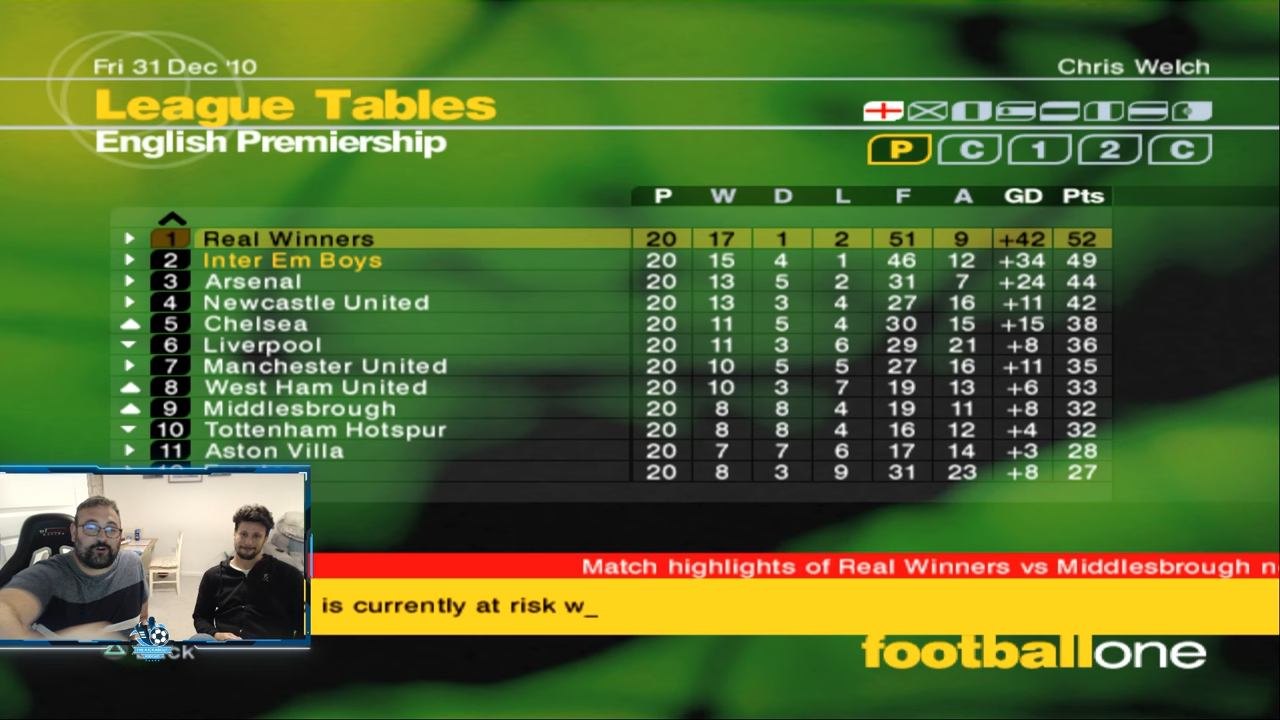 Fri 31 Dec '10
Chris Welch
League Tables
English Premiership
P C 1 2 C
P W D L F A GD Pts
1 Real Winners 20 17 1 2 51 9 +42 52
2 Inter Em Boys 20 15 4 1 46 12 +34 49
3 Arsenal 20 13 5 2 31 7 +24 44
4 Newcastle United 20 13 3 4 27 16 +11 42
5 Chelsea 20 11 5 4 30 15 +15 38
6 Liverpool 20 11 3 6 29 21 +8 36
7 Manchester United 20 10 5 5 27 16 +11 35
8 West Ham United 20 10 3 7 19 13 +6 33
9 Middlesbrough 20 8 8 4 19 11 +8 32
10 Tottenham Hotspur 20 8 8 4 16 12 +4 32
11 Aston Villa 20 7 7 6 17 14 +3 28
20 8 3 9 31 23 +8 27
Match highlights of Real Winners vs Middlesbrough n
is currently at risk w_
footballone